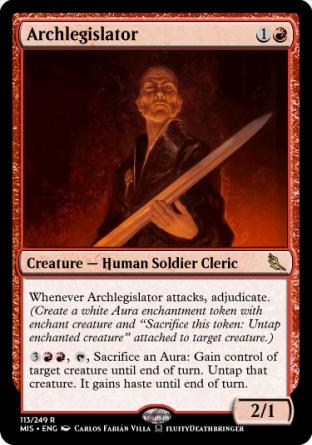 Archlegislator 1
Creature — Human Soldier Cleric
Whenever Archlegislator attacks, adjudicate.
(Create a white Aura enchantment token with
enchant creature and “Sacrifice this token: Untap
enchanted creature” attached to target creature.)
3, Sacrifice an Aura: Gain control of
target creature until end of turn. Untap that
creature. It gains haste until end of turn.
2/1
113/249 R
MIS • ENG CARLOS FABIÁN VILLA FLUFFYDEATHBRINGER